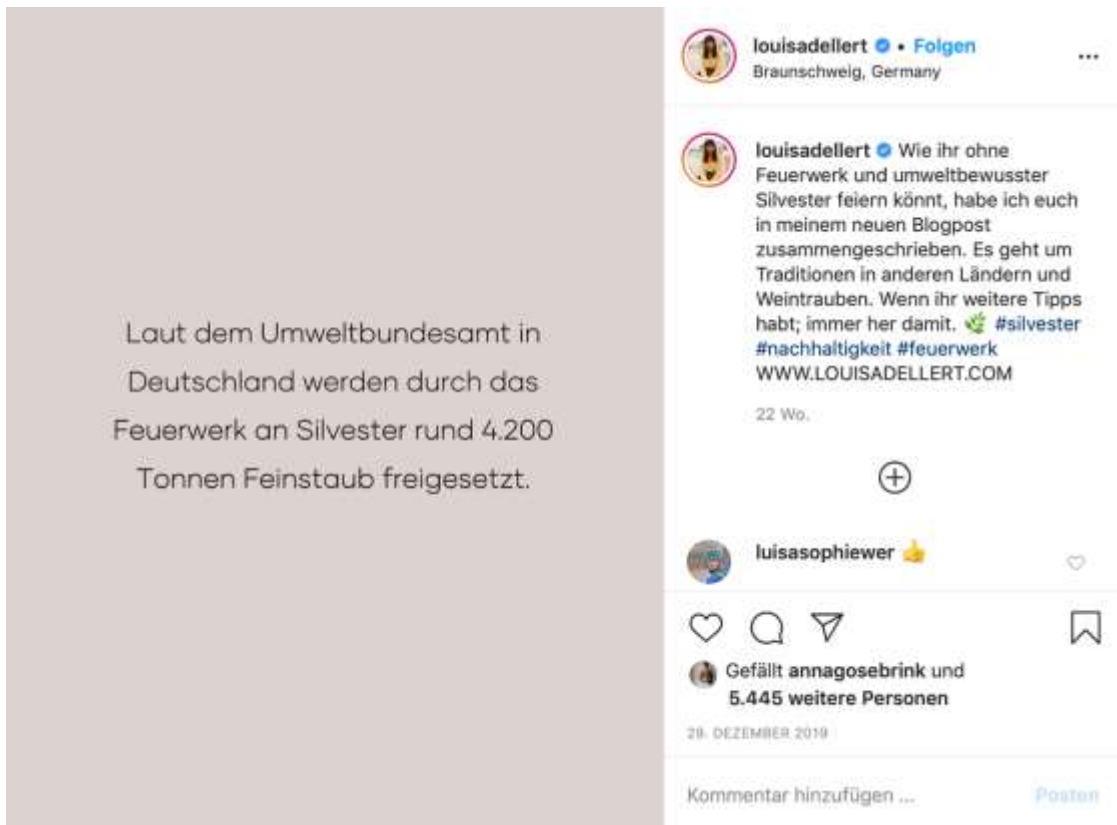 Laut dem Umweltbundesamt in
Deutschland werden durch das
Feuerwerk an Silvester rund 4.200
Tonnen Feinstaub freigesetzt.
louisadellert • Folgen
Braunschweig, Germany
louisadellert Wie ihr ohne
Feuerwerk und umweltbewusster
Silvester feiern könnt, habe ich euch
in meinem neuen Blogpost
zusammengeschrieben. Es geht um
Traditionen in anderen Ländern und
Weintrauben. Wenn ihr weitere Tipps
habt; immer her damit. 🌿 #silvester
#nachhaltigkeit #feuerwerk
WWW.LOUISADELLERT.COM
22 Wo.
luisasophiewer 👍
Gefällt annagosebrink und
5.445 weitere Personen
29. DEZEMBER 2019
Kommentar hinzufügen ... Posten